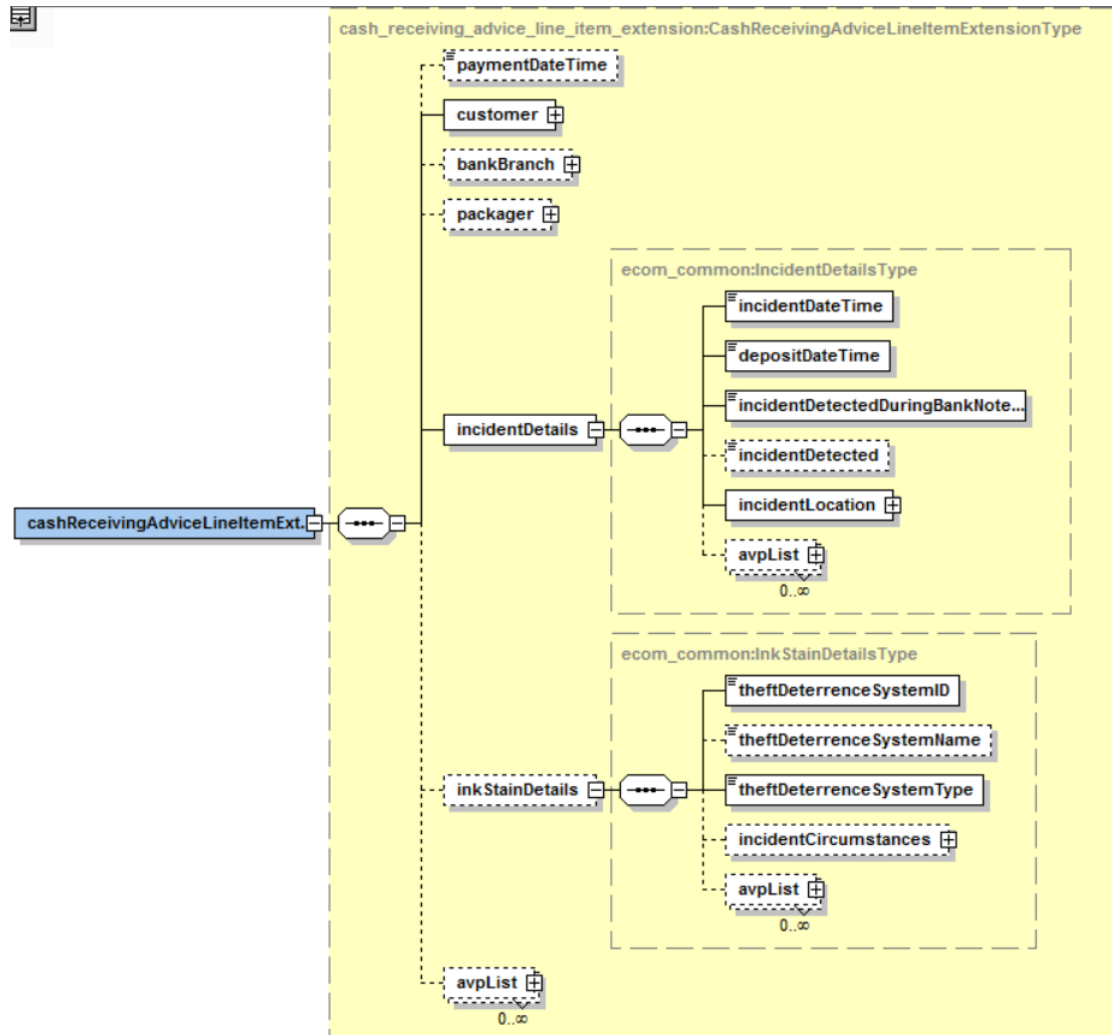 cash_receiving_advice_line_item_extension:CashReceivingAdviceLineItemExtensionType
paymentDateTime
customer
bankBranch
packager
ecom_common:IncidentDetailsType
incidentDateTime
depositDateTime
incidentDetectedDuringBankNote...
incidentDetails
incidentDetected
incidentLocation
cashReceivingAdviceLineItemExt.
avpList
0..∞
ecom_common:InkStainDetailsType
theftDeterrenceSystemID
theftDeterrenceSystemName
inkStainDetails
theftDeterrenceSystemType
incidentCircumstances
avpList
0..∞
avpList
0..∞